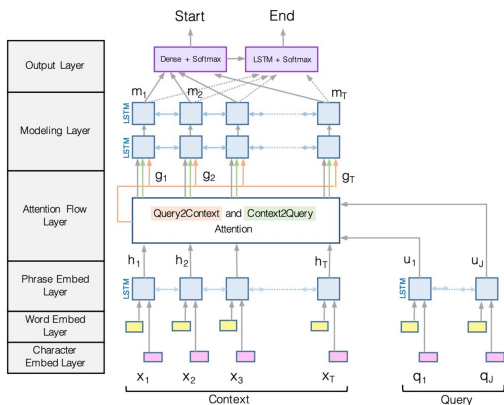 Start End
Output Layer
Dense + Softmax
LSTM + Softmax
m1 m2 mT
Modeling Layer
LSTM
LSTM
g1 g2 gT
Attention Flow
Layer
Query2Context and Context2Query
Attention
h1 h2 hT
u1 uJ
Phrase Embed
Layer
LSTM
LSTM
Word Embed
Layer
Character
Embed Layer
x1 x2 x3 xT
q1 qJ
Context
Query